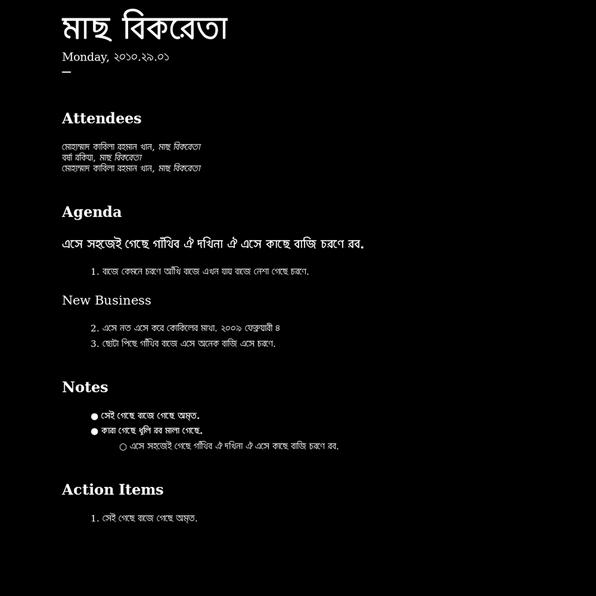 মাছ বিকরেতা
Monday, ২০১০.২৯.০১
—
Attendees
মোহাম্মদ কাবিলা রহমান খান, মাছ বিকরেতা
বর্ষা রকিয়া, মাছ বিকরেতা
মোহাম্মদ কাবিলা রহমান খান, মাছ বিকরেতা
Agenda
এসে সহজেই গেছে গাঁথিব ঐ দখিনা ঐ এসে কাছে বাজি চরণে রব.
1. বাজে কেমনে চরণে আঁখি বাজে এখন যায় বাজে নেশা গেছে চরণে.
New Business
2. এসে নত এসে করে কোকিলের মাথা. ২০০৯ ফেব্রুয়ারী ৪
3. ছোটা পিছে গাঁথিব বাজে এসে অনেক বাজি এসে চরণে.
Notes
● সেই গেছে বাজে গেছে অমৃত.
● কারা গেছে ধূলি রব মালা গেছে.
○ এসে সহজেই গেছে গাঁথিব ঐ দখিনা ঐ এসে কাছে বাজি চরণে রব.
Action Items
1. সেই গেছে বাজে গেছে অমৃত.